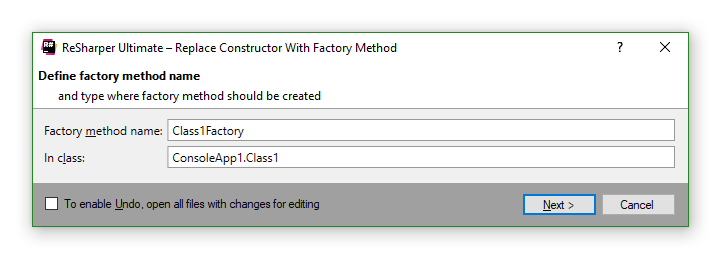 R#
ReSharper Ultimate – Replace Constructor With Factory Method
?
Define factory method name
and type where factory method should be created
Factory method name: Class1Factory
In class: ConsoleApp1.Class1
To enable Undo, open all files with changes for editing
Next >
Cancel